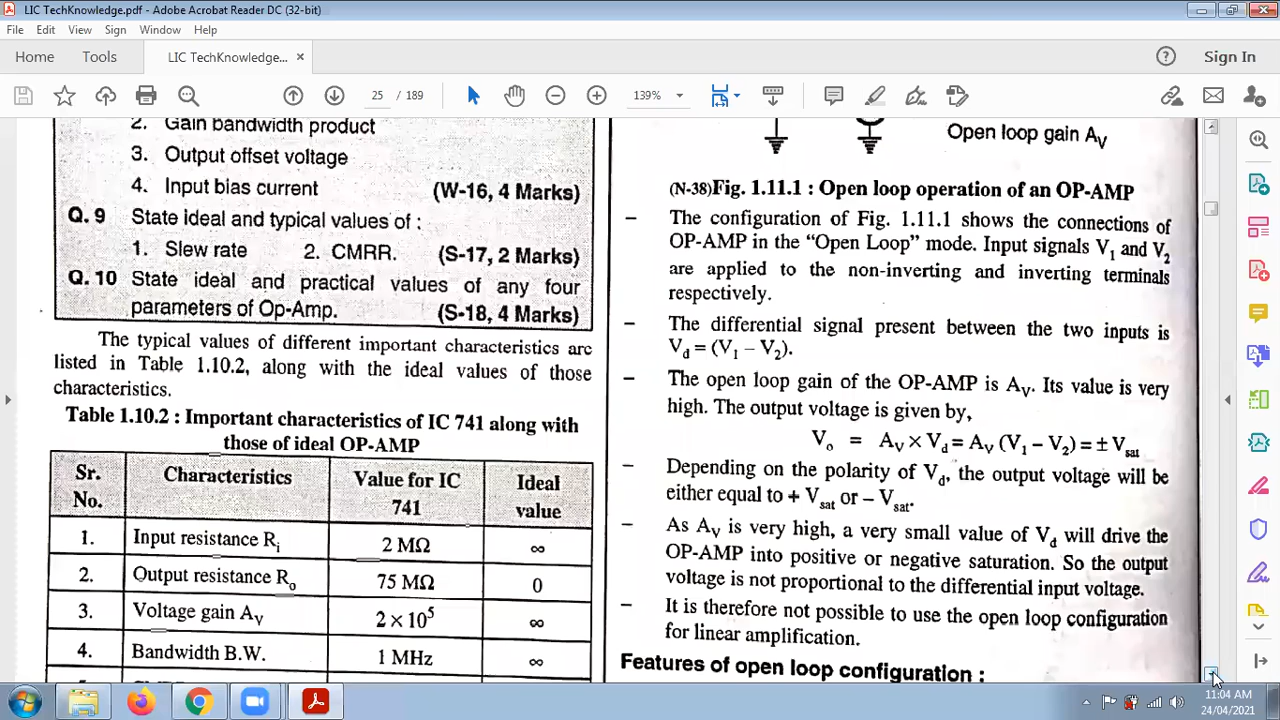 LIC TechKnowledge.pdf - Adobe Acrobat Reader DC (32-bit)
File Edit View Sign Window Help
Home Tools LIC TechKnowledge... × Sign In
25 / 189 139%
2. Gain bandwidth product
3. Output offset voltage
4. Input bias current (W-16, 4 Marks)
Q. 9 State ideal and typical values of :
1. Slew rate 2. CMRR. (S-17, 2 Marks)
Q. 10 State ideal and practical values of any four
parameters of Op-Amp. (S-18, 4 Marks)
The typical values of different important characteristics are
listed in Table 1.10.2, along with the ideal values of those
characteristics.
Table 1.10.2 : Important characteristics of IC 741 along with
those of ideal OP-AMP
Sr. No. Characteristics Value for IC 741 Ideal value
1. Input resistance Ri 2 MΩ ∞
2. Output resistance Ro 75 MΩ 0
3. Voltage gain AV 2 × 10⁵ ∞
4. Bandwidth B.W. 1 MHz ∞
Open loop gain AV
(N-38)Fig. 1.11.1 : Open loop operation of an OP-AMP
– The configuration of Fig. 1.11.1 shows the connections of
OP-AMP in the “Open Loop” mode. Input signals V1 and V2
are applied to the non-inverting and inverting terminals
respectively.
– The differential signal present between the two inputs is
Vd = (V1 – V2).
– The open loop gain of the OP-AMP is AV. Its value is very
high. The output voltage is given by,
Vo = AV × Vd = AV (V1 – V2) = ± Vsat
– Depending on the polarity of Vd, the output voltage will be
either equal to + Vsat or – Vsat.
– As AV is very high, a very small value of Vd will drive the
OP-AMP into positive or negative saturation. So the output
voltage is not proportional to the differential input voltage.
– It is therefore not possible to use the open loop configuration
for linear amplification.
Features of open loop configuration :
11:04 AM
24/04/2021